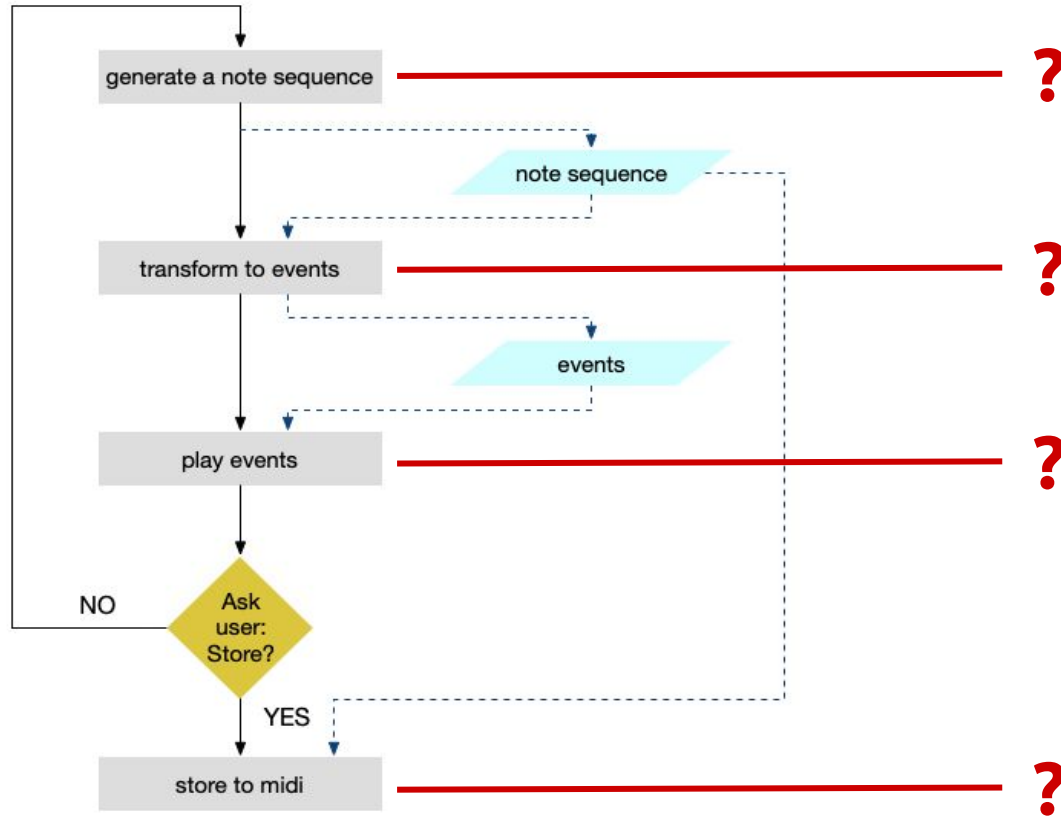 generate a note sequence
?
note sequence
transform to events
?
events
play events
?
NO
Ask
user:
Store?
YES
store to midi
?